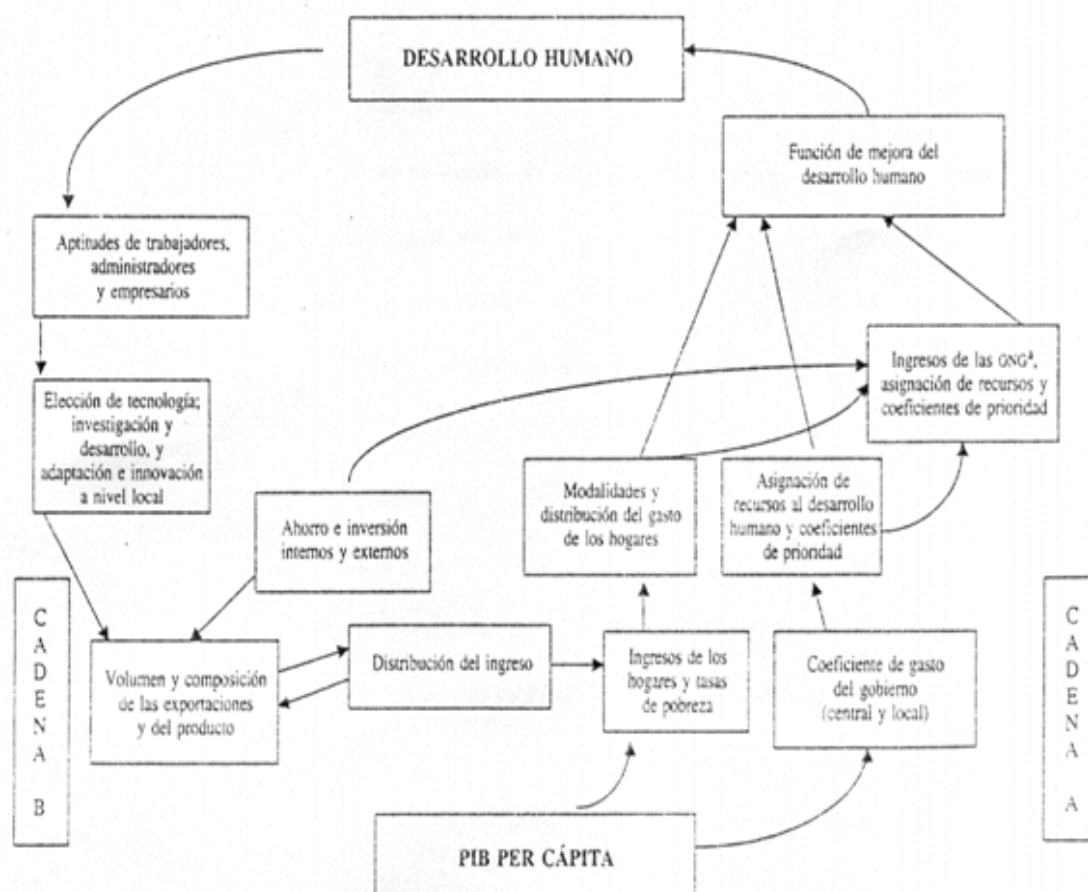 DESARROLLO HUMANO
Función de mejora del
desarrollo humano
Aptitudes de trabajadores,
administradores
y empresarios
Ingresos de las GNGª,
asignación de recursos y
coeficientes de prioridad
Elección de tecnología;
investigación y
desarrollo, y
adaptación e innovación
a nivel local
Ahorro e inversión
internos y externos
Modalidades y
distribución del gasto
de los hogares
Asignación de
recursos al desarrollo
humano y coeficientes
de prioridad
CADENA B
Volumen y composición
de las exportaciones
y del producto
Distribución del ingreso
Ingresos de los
hogares y tasas
de pobreza
Coeficiente de gasto
del gobierno
(central y local)
CADENA A
PIB PER CÁPITA